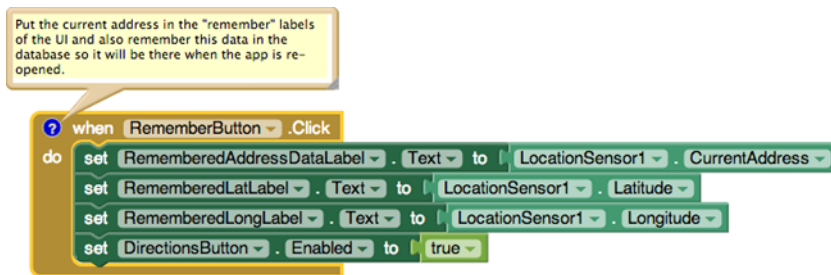 Put the current address in the "remember" labels
of the UI and also remember this data in the
database so it will be there when the app is re-
opened.
? when RememberButton .Click
do set RememberedAddressDataLabel . Text to LocationSensor1 . CurrentAddress
set RememberedLatLabel . Text to LocationSensor1 . Latitude
set RememberedLongLabel . Text to LocationSensor1 . Longitude
set DirectionsButton . Enabled to true